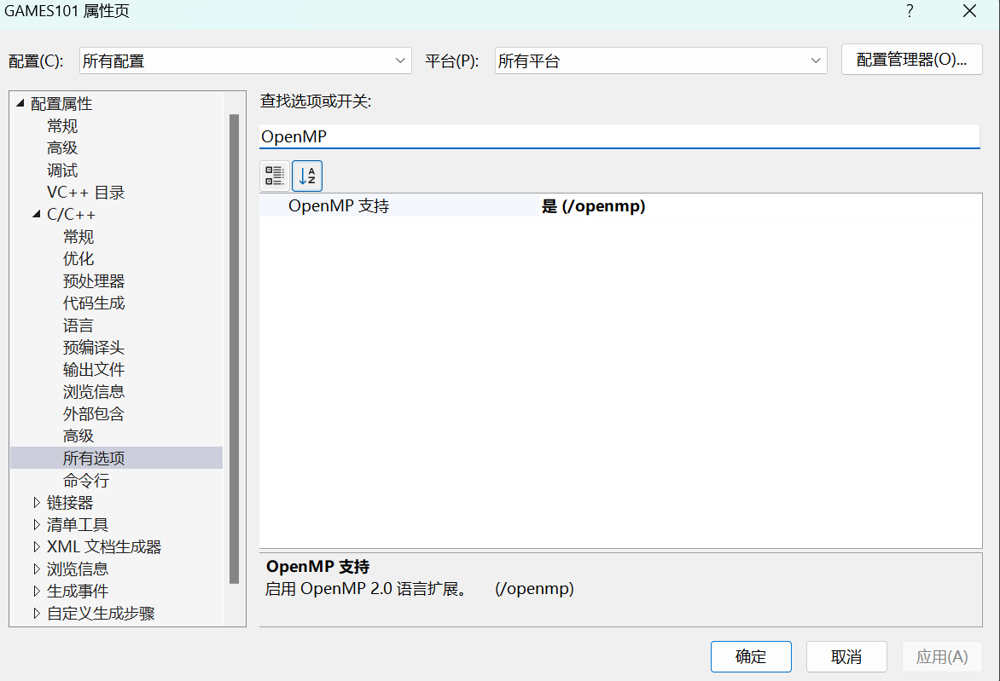 GAMES101 属性页
?
配置(C): 所有配置 平台(P): 所有平台 配置管理器(O)...
配置属性
常规
高级
调试
VC++ 目录
C/C++
常规
优化
预处理器
代码生成
语言
预编译头
输出文件
浏览信息
外部包含
高级
所有选项
命令行
链接器
清单工具
XML 文档生成器
浏览信息
生成事件
自定义生成步骤
查找选项或开关:
OpenMP
OpenMP 支持 是 (/openmp)
OpenMP 支持
启用 OpenMP 2.0 语言扩展。 (/openmp)
确定 取消 应用(A)